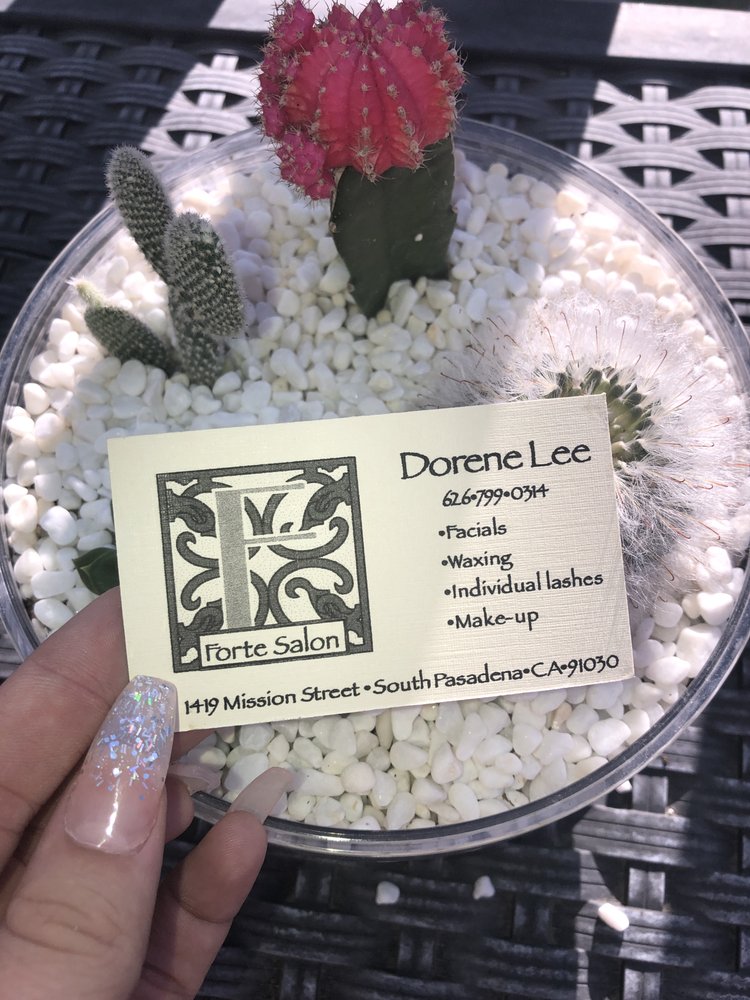 F
Forte Salon
Dorene Lee
626•799•0314
•Facials
•Waxing
•Individual lashes
•Make-up
1419 Mission Street • South Pasadena • CA • 91030